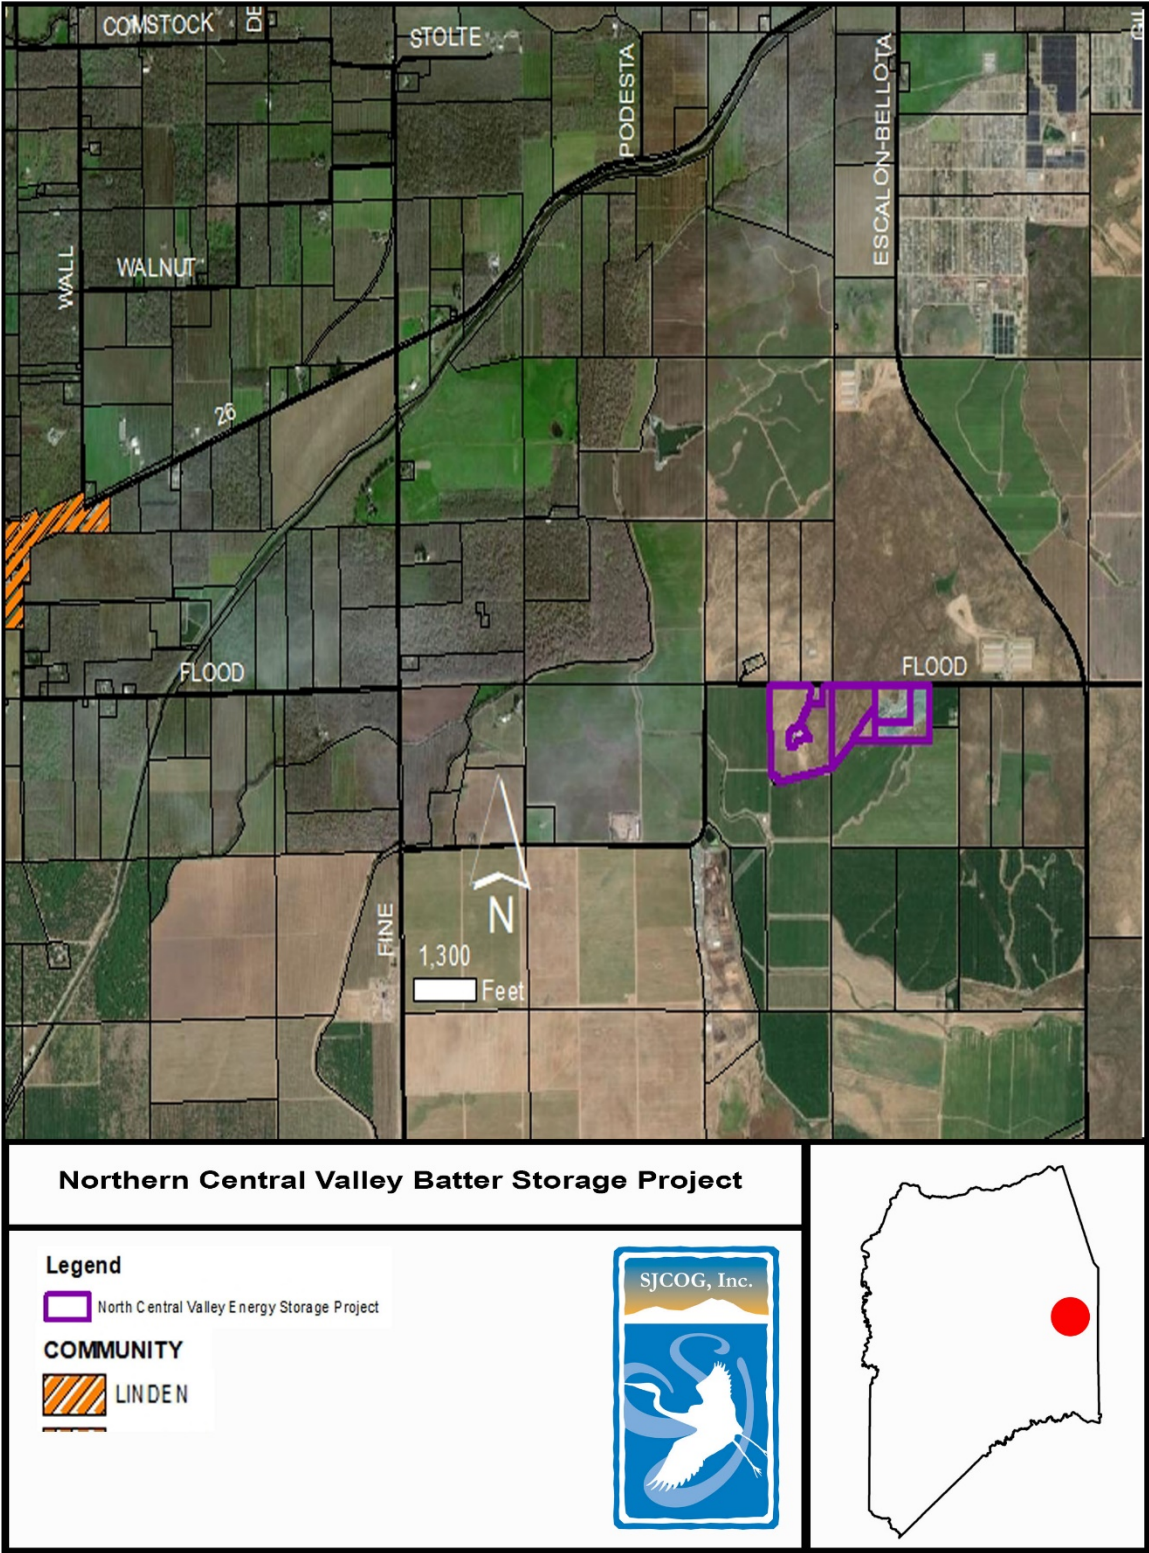 COMSTOCK
DE
STOLTE
PODESTA
ESCALON-BELLOTA
WALL
WALNUT
26
FLOOD
FLOOD
FINE
N
1,300
Feet
Northern Central Valley Batter Storage Project
Legend
North Central Valley Energy Storage Project
COMMUNITY
LINDEN
SJCOG, Inc.